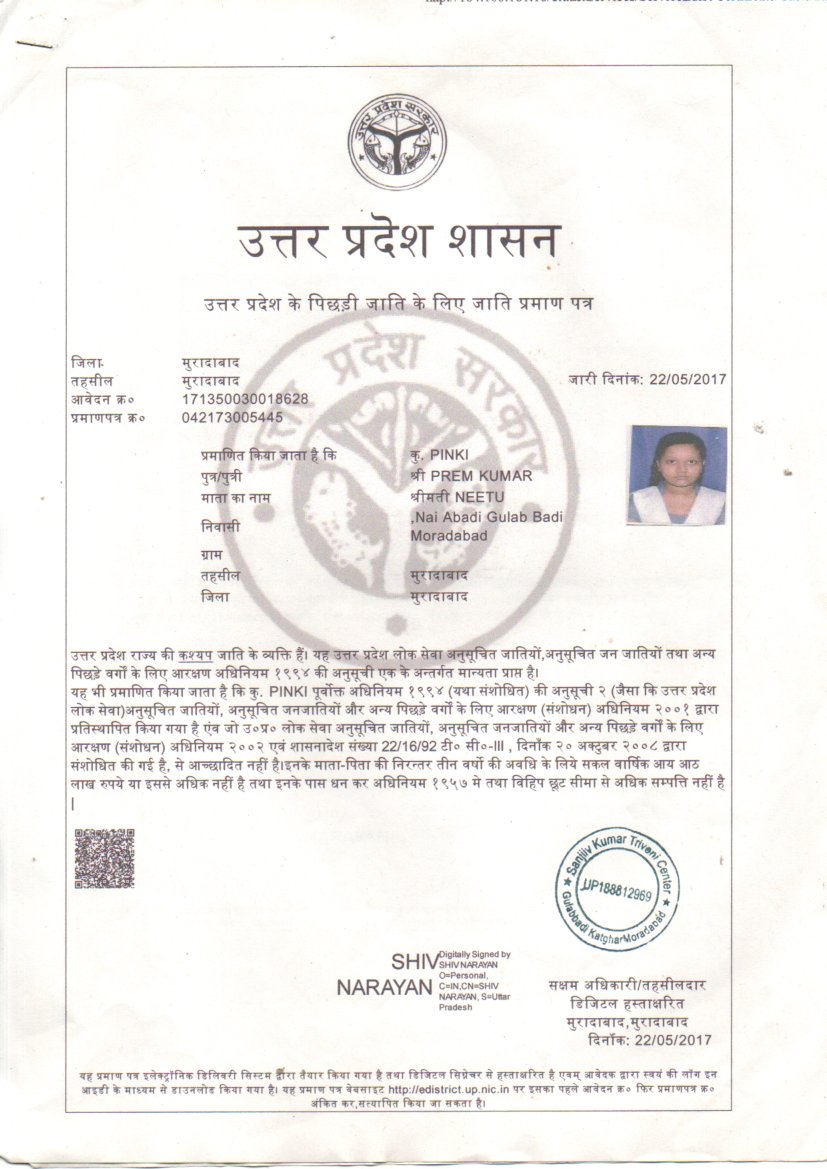 उत्तर प्रदेश सरकार
उत्तर प्रदेश शासन
उत्तर प्रदेश के पिछड़ी जाति के लिए जाति प्रमाण पत्र
उत्तर प्रदेश सरकार
जिला- मुरादाबाद
तहसील मुरादाबाद
जारी दिनांक: 22/05/2017
आवेदन क्र० 171350030018628
प्रमाणपत्र क्र० 042173005445
प्रमाणित किया जाता है कि कु. PINKI
पुत्र/पुत्री श्री PREM KUMAR
माता का नाम श्रीमती NEETU
निवासी ,Nai Abadi Gulab Badi
Moradabad
ग्राम
तहसील मुरादाबाद
जिला मुरादाबाद
उत्तर प्रदेश राज्य की कश्यप जाति के व्यक्ति हैं। यह उत्तर प्रदेश लोक सेवा अनुसूचित जातियों,अनुसूचित जन जातियों तथा अन्य
पिछड़े वर्गों के लिए आरक्षण अधिनियम १९९४ की अनुसूची एक के अन्तर्गत मान्यता प्राप्त है।
यह भी प्रमाणित किया जाता है कि कु. PINKI पूर्वोक्त अधिनियम १९९४ (यथा संशोधित) की अनुसूची २ (जैसा कि उत्तर प्रदेश
लोक सेवा)अनुसूचित जातियों, अनुसूचित जनजातियों और अन्य पिछड़े वर्गों के लिए आरक्षण (संशोधन) अधिनियम २००१ द्वारा
प्रतिस्थापित किया गया है एंव जो उ०प्र० लोक सेवा अनुसूचित जातियों, अनुसूचित जनजातियों और अन्य पिछड़े वर्गों के लिए
आरक्षण (संशोधन) अधिनियम २००२ एवं शासनादेश संख्या 22/16/92 टी० सी०-III , दिनाँक २० अक्टुबर २००८ द्वारा
संशोधित की गई है, से आच्छादित नहीं है।इनके माता-पिता की निरन्तर तीन वर्षो की अवधि के लिये सकल वार्षिक आय आठ
लाख रुपये या इससे अधिक नहीं है तथा इनके पास धन कर अधिनियम १९५७ मे तथा विहिप छूट सीमा से अधिक सम्पत्ति नहीं है
|
Sanjiv Kumar Triveni Center
UP188812969
Gulabbadi KatgharMoradabad
SHIV NARAYAN
Digitally Signed by
SHIV NARAYAN
O=Personal,
C=IN,CN=SHIV
NARAYAN, S=Uttar
Pradesh
सक्षम अधिकारी/तहसीलदार
डिजिटल हस्ताक्षरित
मुरादाबाद,मुरादाबाद
दिनाँक: 22/05/2017
यह प्रमाण पत्र इलेक्ट्रॉनिक डिलिवरी सिस्टम द्वारा तैयार किया गया है तथा डिजिटल सिग्नेचर से हस्ताक्षरित है एवम् आवेदक द्वारा स्वयं की लॉग इन
आइडी के माध्यम से डाउनलोड किया गया है। यह प्रमाण पत्र वेबसाइट http://edistrict.up.nic.in पर इसका पहले आवेदन क्र० फिर प्रमाणपत्र क्र०
अंकित कर,सत्यापित किया जा सकता है।